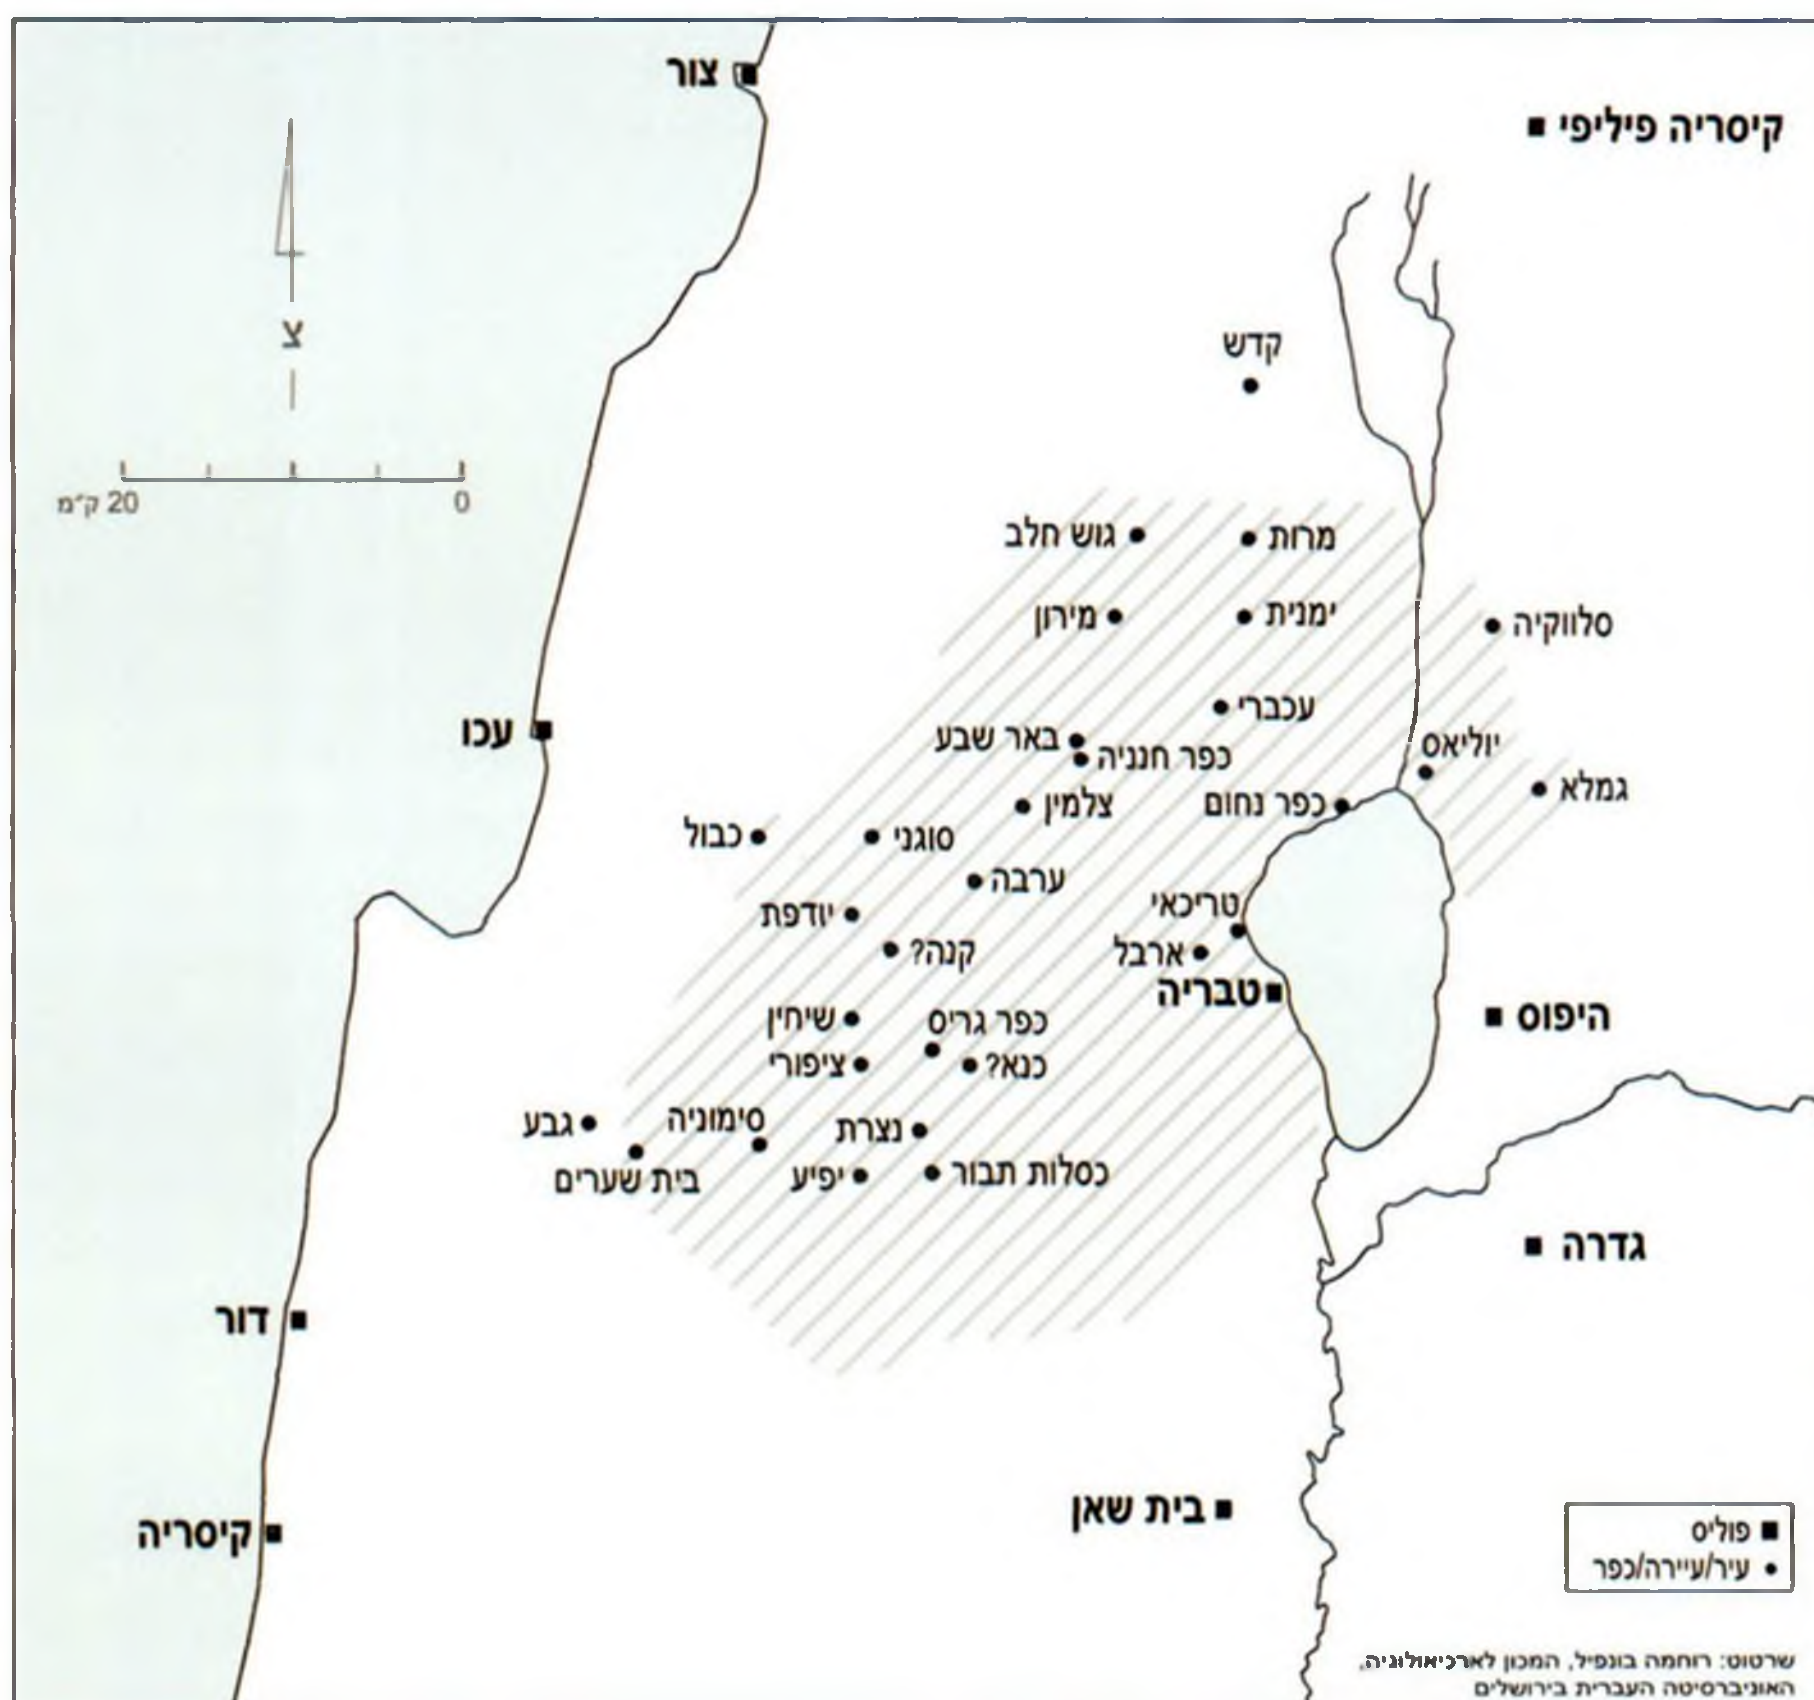 צור
קיסריה פיליפי
צ
קדש
20 ק"מ
0
גוש חלב
מרות
מירון
ימנית
סלווקיה
עכברי
עכו
באר שבע
כפר חנניה
יוליאס
גמלא
כבול
סוגני
צלמין
כפר נחום
ערבה
יודפת
טריכאי
קנה?
ארבל
טבריה
שיחין
כפר גריס
היפוס
ציפורי
כנא?
גבע
סימוניה
נצרת
בית שערים
יפיע
כסלות תבור
גדרה
דור
בית שאן
קיסריה
פוליס
עיר/עיירה/כפר
שרטוט: רוחמה בונפיל, המכון לארכיאולוגיה,
האוניברסיטה העברית בירושלים